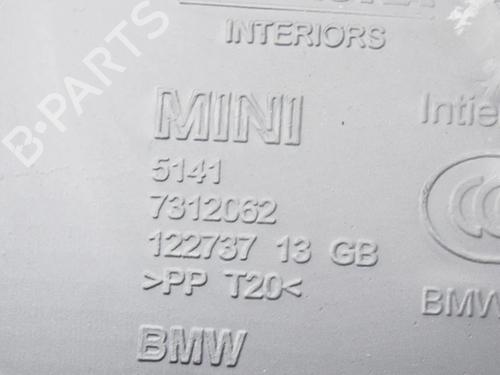 B-PARTS
INTERIORS
MINI
5141
7312062
122737 13 GB
>PP T20<
BMW
BMW